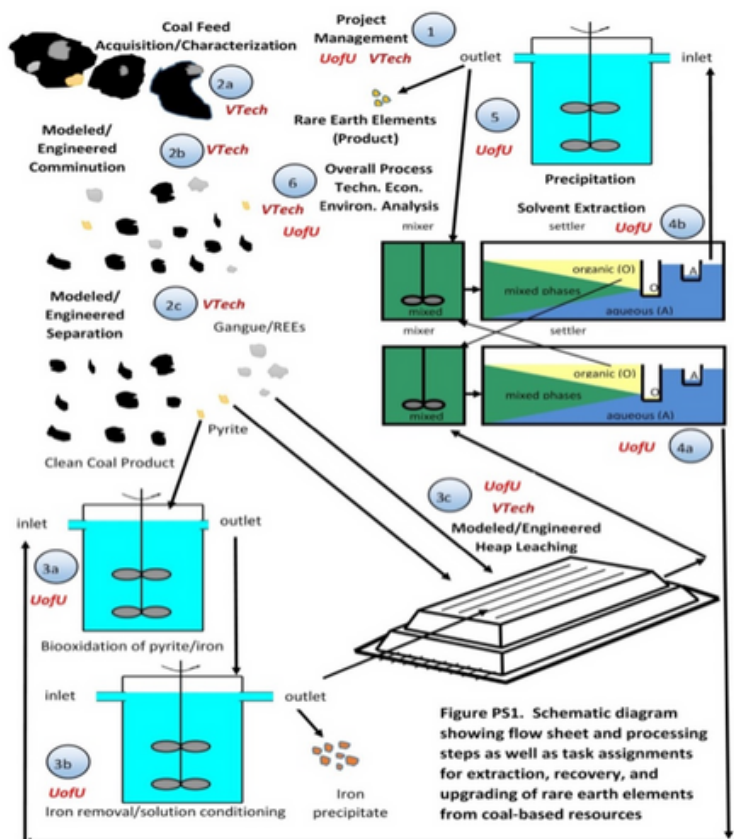 Coal Feed
Acquisition/Characterization
2a
VTech
Project
Management
1
UofU VTech
outlet
inlet
Rare Earth Elements
(Product)
5
UofU
Precipitation
Modeled/
Engineered
Comminution
2b
VTech
6
Overall Process
Techn. Econ.
Environ. Analysis
VTech
UofU
Solvent Extraction
UofU
4b
mixer
settler
organic (O)
mixed phases
O
A
aqueous (A)
mixed
mixer
settler
organic (O)
mixed phases
O
A
aqueous (A)
mixed
UofU
4a
Modeled/
Engineered
Separation
2c
VTech
Gangue/REEs
Pyrite
Clean Coal Product
3c
UofU
VTech
Modeled/Engineered
Heap Leaching
inlet
outlet
3a
UofU
Biooxidation of pyrite/iron
inlet
outlet
3b
UofU
Iron removal/solution conditioning
Iron
precipitate
Figure PS1. Schematic diagram
showing flow sheet and processing
steps as well as task assignments
for extraction, recovery, and
upgrading of rare earth elements
from coal-based resources